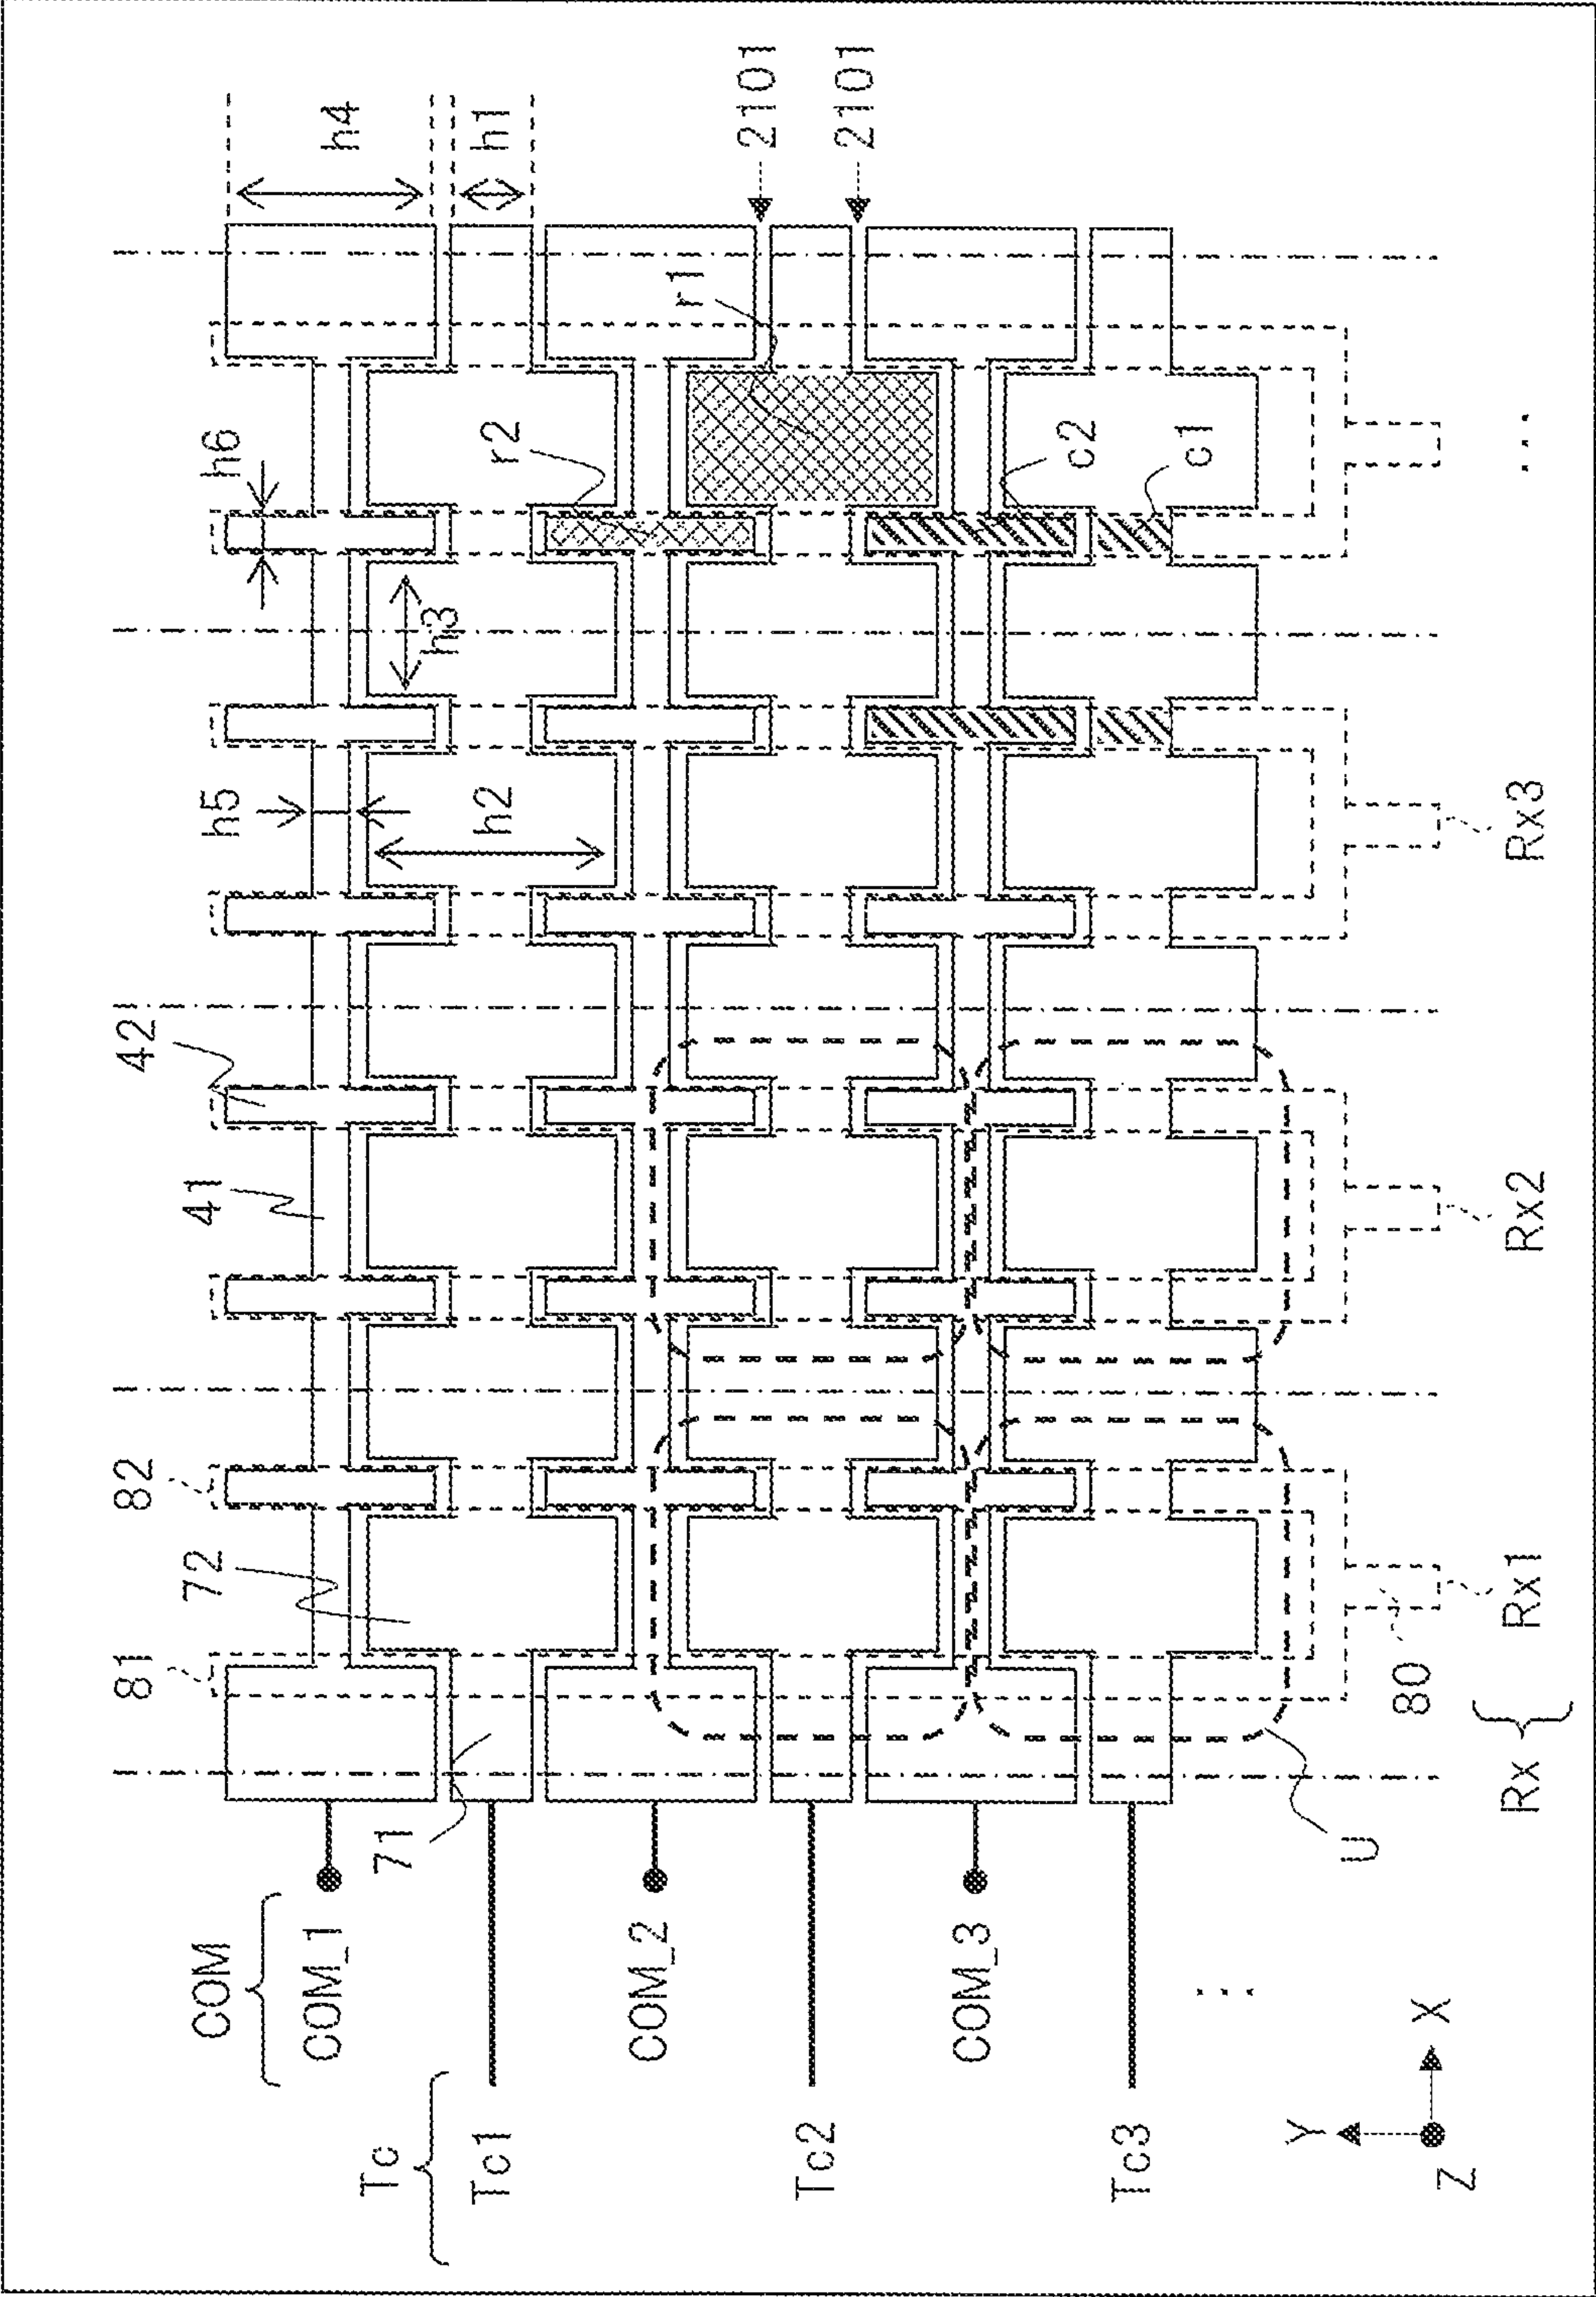 COM
COM_1
Tc
Tc1
COM_2
Tc2
COM_3
Tc3
⋮
Y
X
Z
81
82
72
71
41
42
h5
h2
h6
h3
h4
h1
r2
r1
2101
2101
c2
c1
U
80
Rx
Rx1
Rx2
Rx3
...